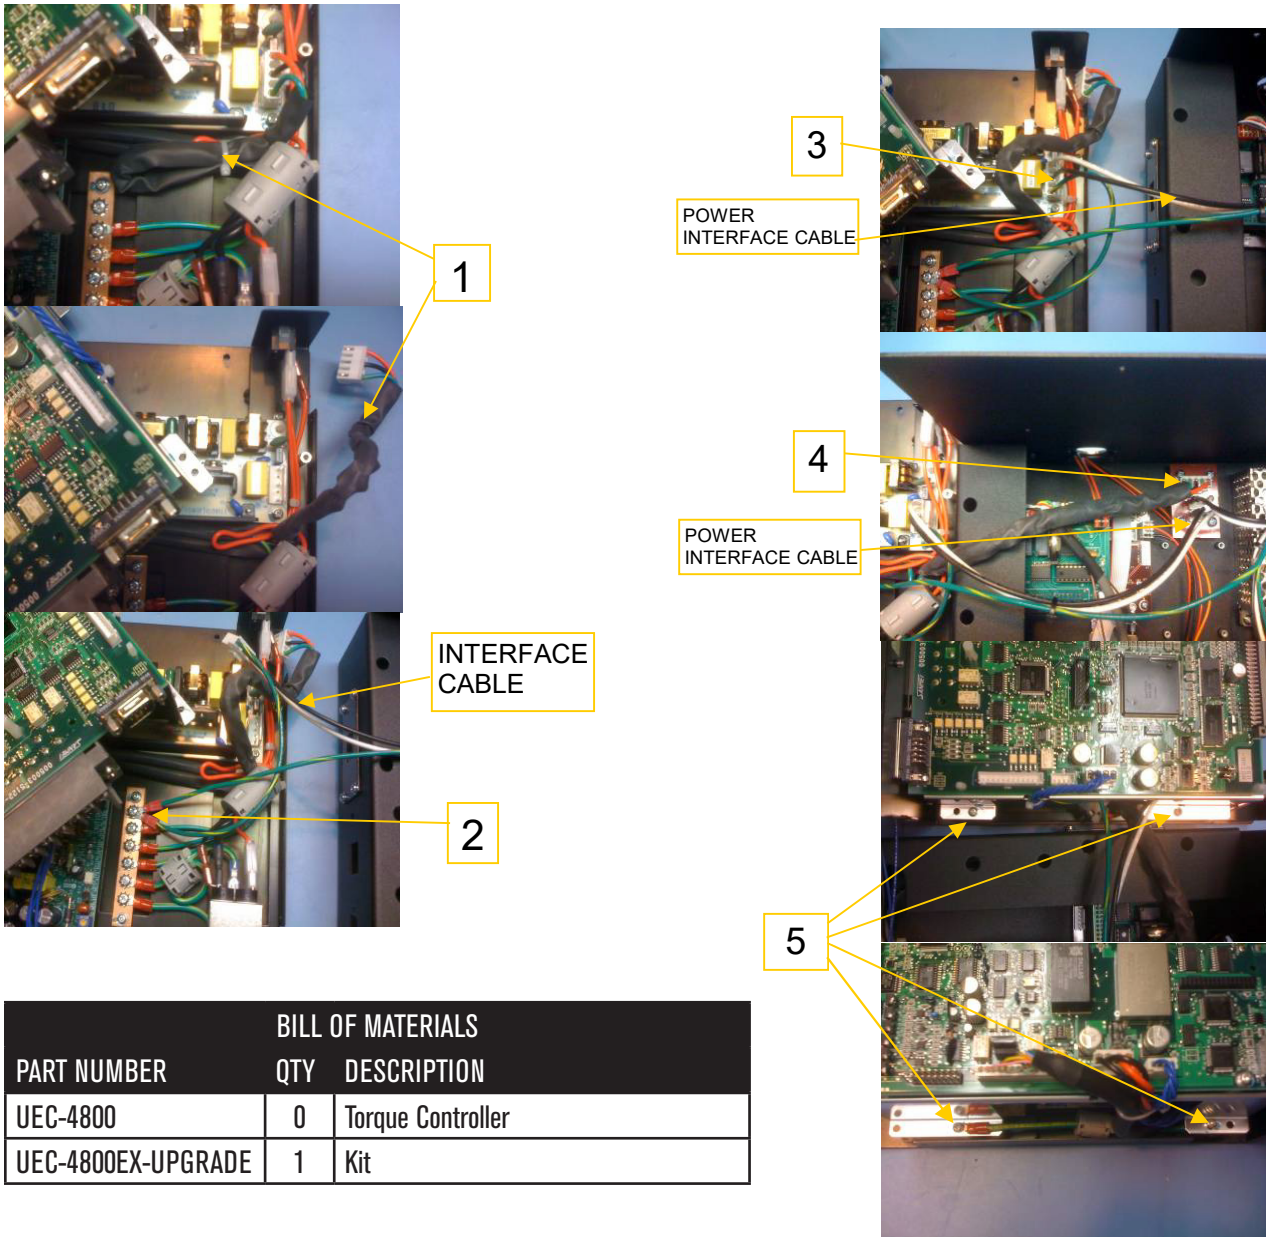 1
INTERFACE
CABLE
2
3
POWER
INTERFACE CABLE
4
POWER
INTERFACE CABLE
5
BILL OF MATERIALS
PART NUMBER QTY DESCRIPTION
UEC-4800 0 Torque Controller
UEC-4800EX-UPGRADE 1 Kit